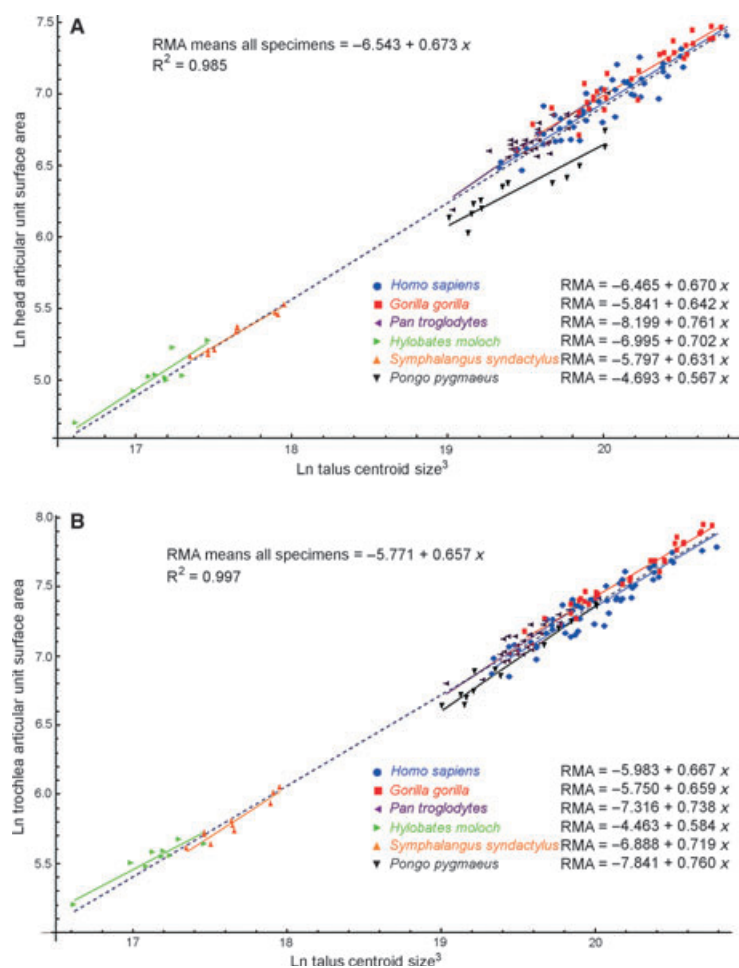 A
RMA means all specimens = −6.543 + 0.673 x
R² = 0.985
Ln head articular unit surface area
7.5
7.0
6.5
6.0
5.5
5.0
Homo sapiens RMA = −6.465 + 0.670 x
Gorilla gorilla RMA = −5.841 + 0.642 x
Pan troglodytes RMA = −8.199 + 0.761 x
Hylobates moloch RMA = −6.995 + 0.702 x
Symphalangus syndactylus RMA = −5.797 + 0.631 x
Pongo pygmaeus RMA = −4.693 + 0.567 x
17 18 19 20
Ln talus centroid size³
B
RMA means all specimens = −5.771 + 0.657 x
R² = 0.997
Ln trochlea articular unit surface area
8.0
7.5
7.0
6.5
6.0
5.5
Homo sapiens RMA = −5.983 + 0.667 x
Gorilla gorilla RMA = −5.750 + 0.659 x
Pan troglodytes RMA = −7.316 + 0.738 x
Hylobates moloch RMA = −4.463 + 0.584 x
Symphalangus syndactylus RMA = −6.888 + 0.719 x
Pongo pygmaeus RMA = −7.841 + 0.760 x
17 18 19 20
Ln talus centroid size³